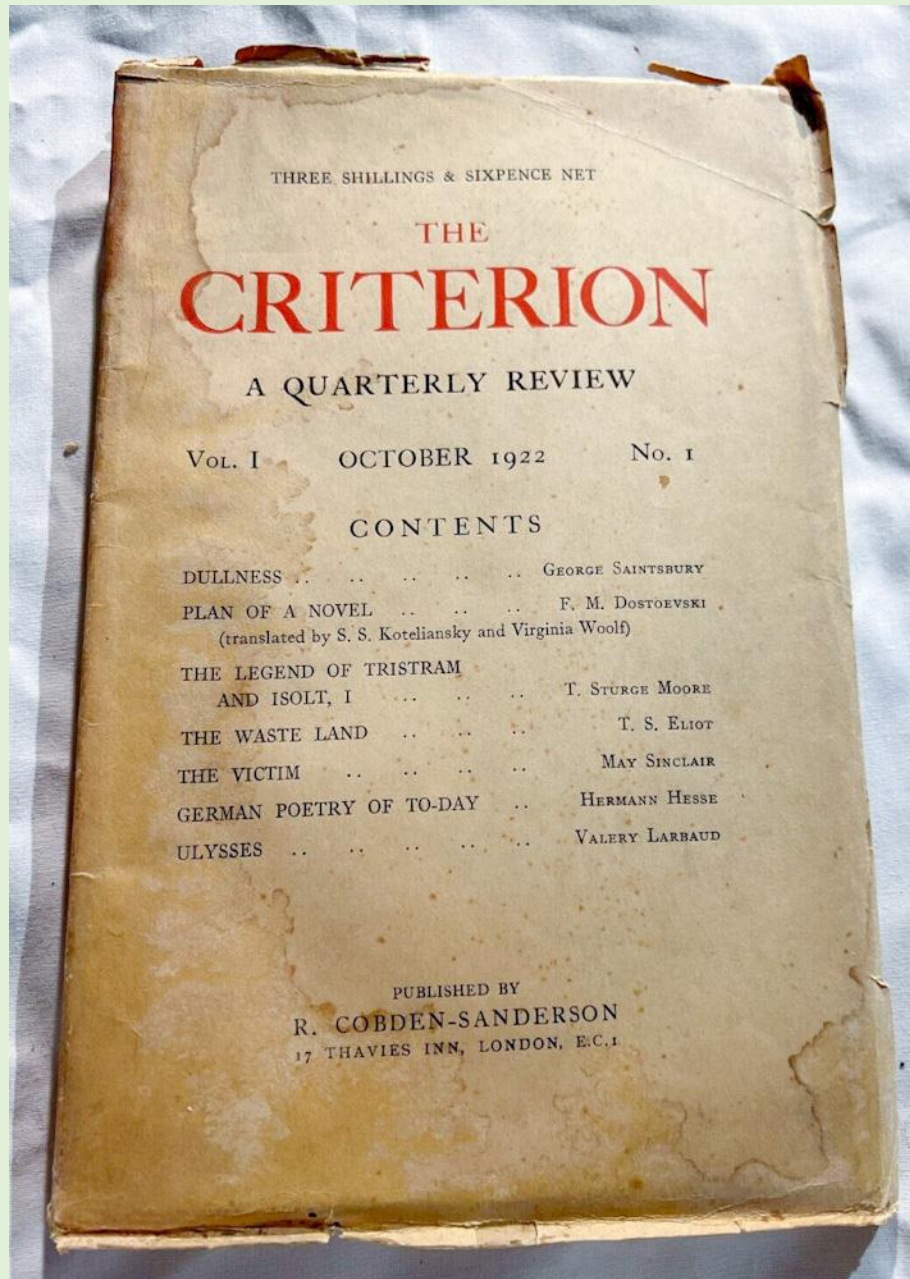 THREE SHILLINGS & SIXPENCE NET
THE
CRITERION
A QUARTERLY REVIEW
VOL. I OCTOBER 1922 NO. 1
CONTENTS
DULLNESS .. .. .. .. .. GEORGE SAINTSBURY
PLAN OF A NOVEL .. .. .. F. M. DOSTOEVSKI
(translated by S. S. Koteliansky and Virginia Woolf)
THE LEGEND OF TRISTRAM
AND ISOLT, I .. .. .. T. STURGE MOORE
THE WASTE LAND .. .. .. T. S. ELIOT
THE VICTIM .. .. .. .. MAY SINCLAIR
GERMAN POETRY OF TO-DAY .. HERMANN HESSE
ULYSSES .. .. .. .. .. VALERY LARBAUD
PUBLISHED BY
R. COBDEN-SANDERSON
17 THAVIES INN, LONDON, E.C.1